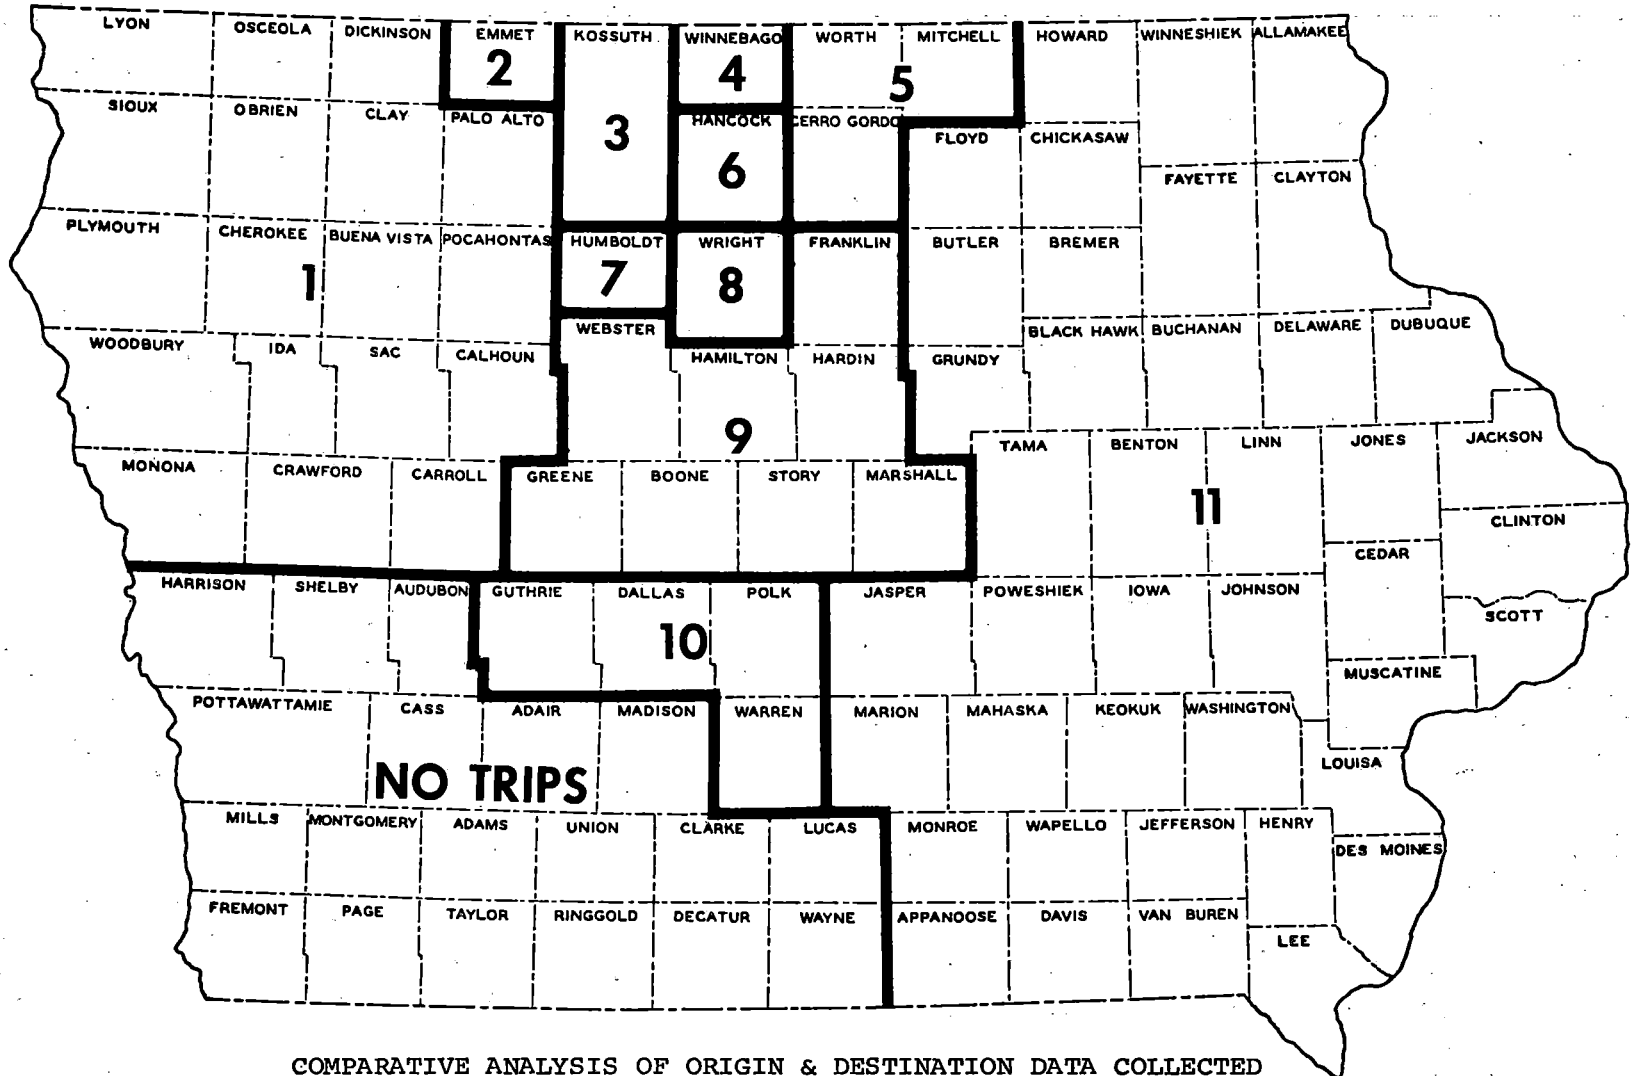 LYON OSCEOLA DICKINSON EMMET KOSSUTH WINNEBAGO WORTH MITCHELL HOWARD WINNESHIEK ALLAMAKEE
2 4 5
SIOUX OBRIEN CLAY PALO ALTO HANCOCK CERRO GORDO FLOYD CHICKASAW
3 6
FAYETTE CLAYTON
PLYMOUTH CHEROKEE BUENA VISTA POCAHONTAS HUMBOLDT WRIGHT FRANKLIN BUTLER BREMER
1 7 8
WOODBURY IDA SAC CALHOUN WEBSTER HAMILTON HARDIN GRUNDY BLACK HAWK BUCHANAN DELAWARE DUBUQUE
9
MONONA CRAWFORD CARROLL GREENE BOONE STORY MARSHALL TAMA BENTON LINN JONES JACKSON
11
CLINTON
CEDAR
HARRISON SHELBY AUDUBON GUTHRIE DALLAS POLK JASPER POWESHIEK IOWA JOHNSON
SCOTT
10
MUSCATINE
POTTAWATTAMIE CASS ADAIR MADISON WARREN MARION MAHASKA KEOKUK WASHINGTON
LOUISA
NO TRIPS
MILLS MONTGOMERY ADAMS UNION CLARKE LUCAS MONROE WAPELLO JEFFERSON HENRY
DES MOINES
FREMONT PAGE TAYLOR RINGGOLD DECATUR WAYNE APPANOOSE DAVIS VAN BUREN
LEE
COMPARATIVE ANALYSIS OF ORIGIN & DESTINATION DATA COLLECTED